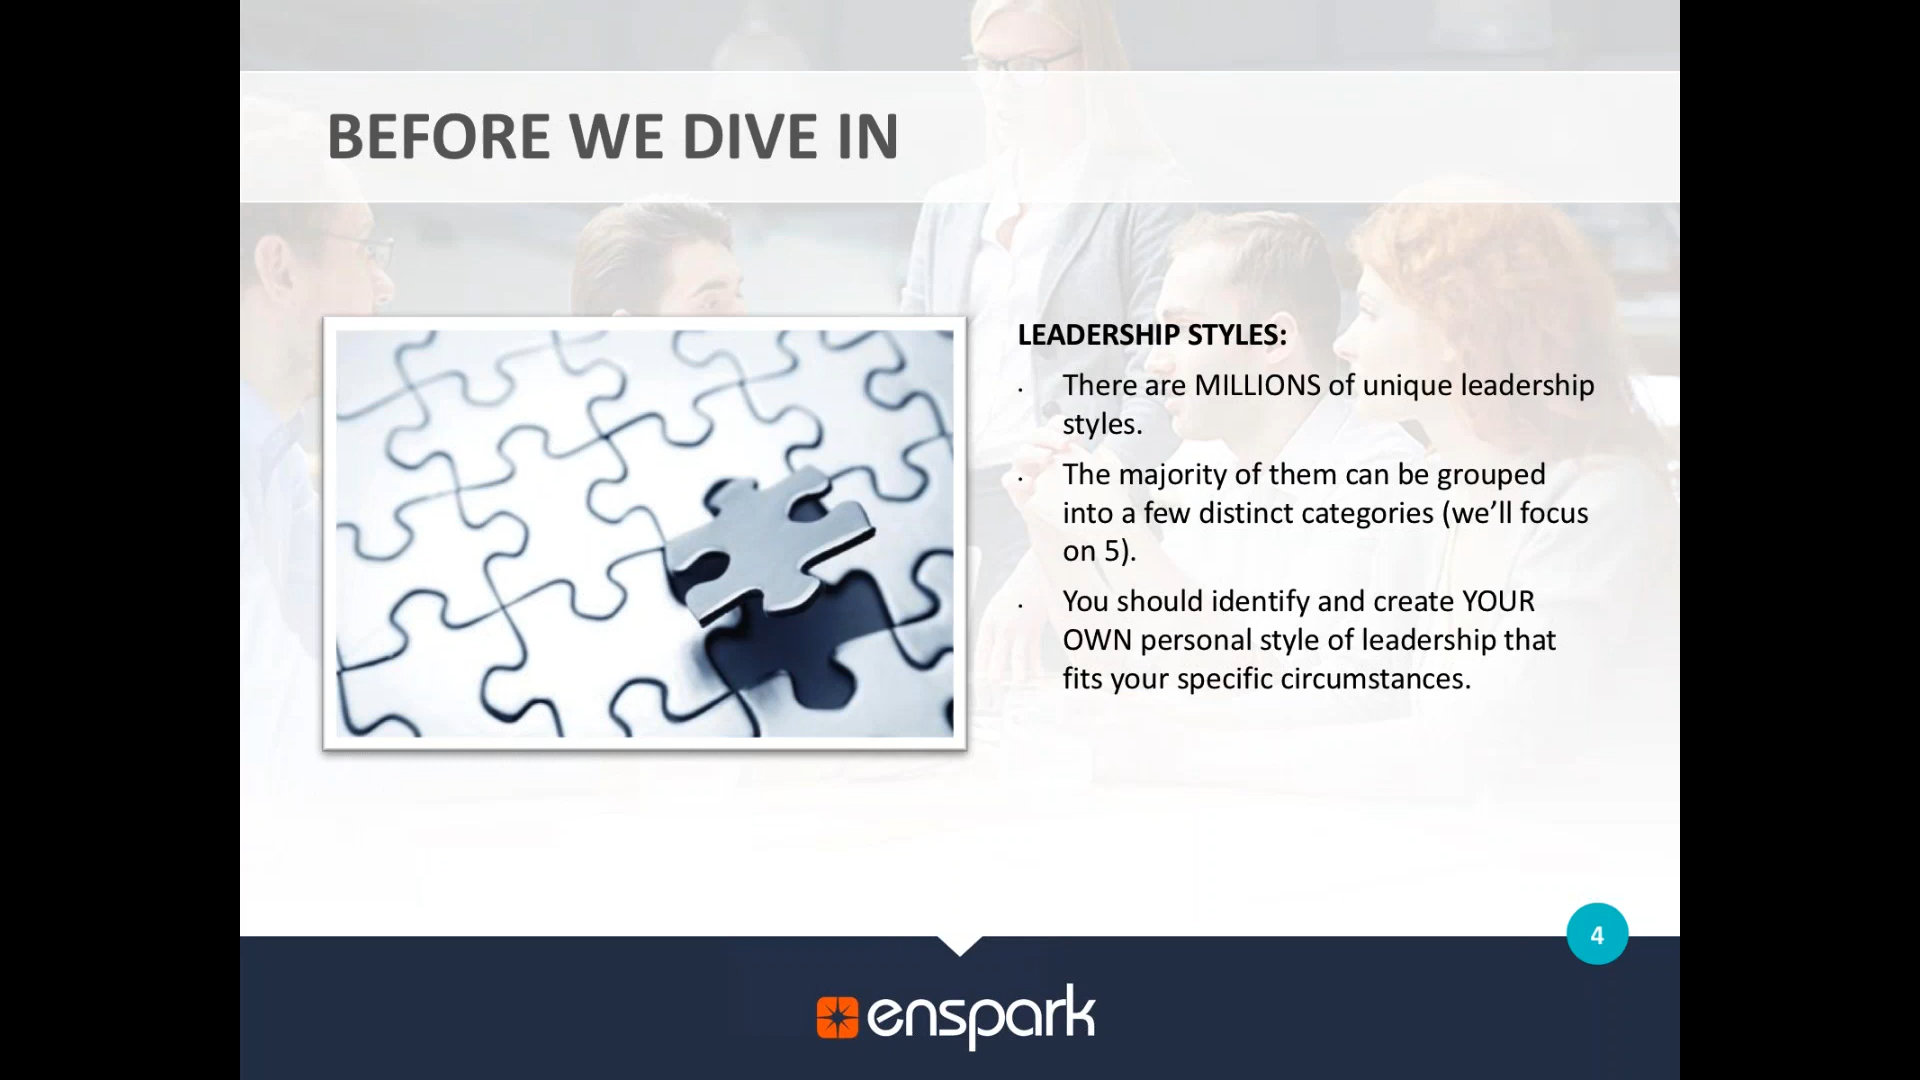 BEFORE WE DIVE IN
LEADERSHIP STYLES:
· There are MILLIONS of unique leadership
styles.
· The majority of them can be grouped
into a few distinct categories (we’ll focus
on 5).
· You should identify and create YOUR
OWN personal style of leadership that
fits your specific circumstances.
4
enspark